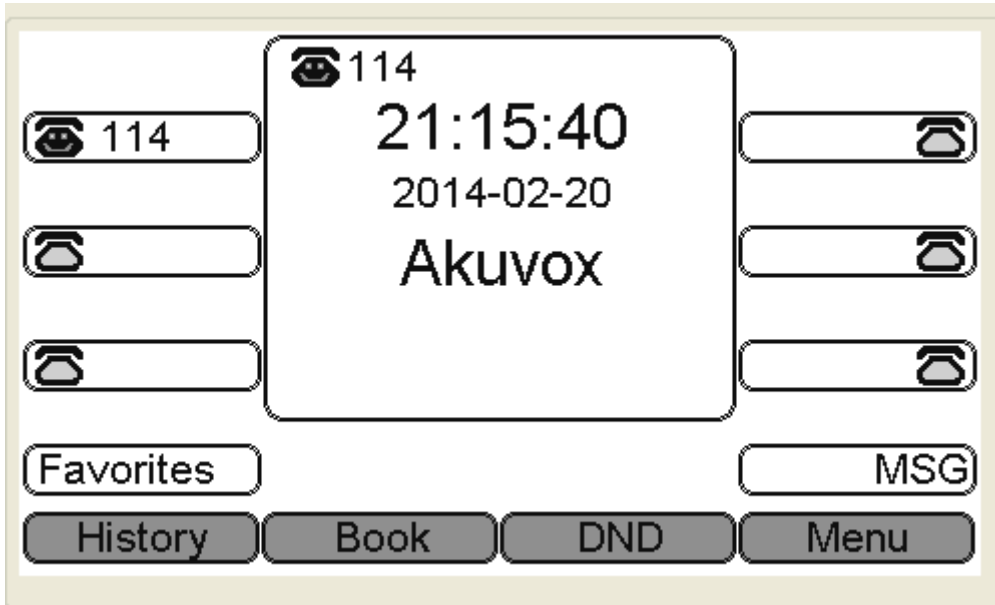 114
21:15:40
114
2014-02-20
Akuvox
Favorites
MSG
History
Book
DND
Menu